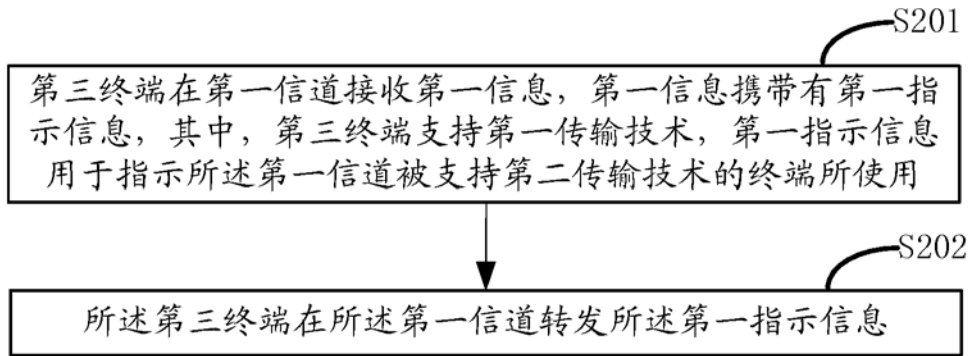 S201
第三终端在第一信道接收第一信息，第一信息携带有第一指
示信息，其中，第三终端支持第一传输技术，第一指示信息
用于指示所述第一信道被支持第二传输技术的终端所使用
S202
所述第三终端在所述第一信道转发所述第一指示信息